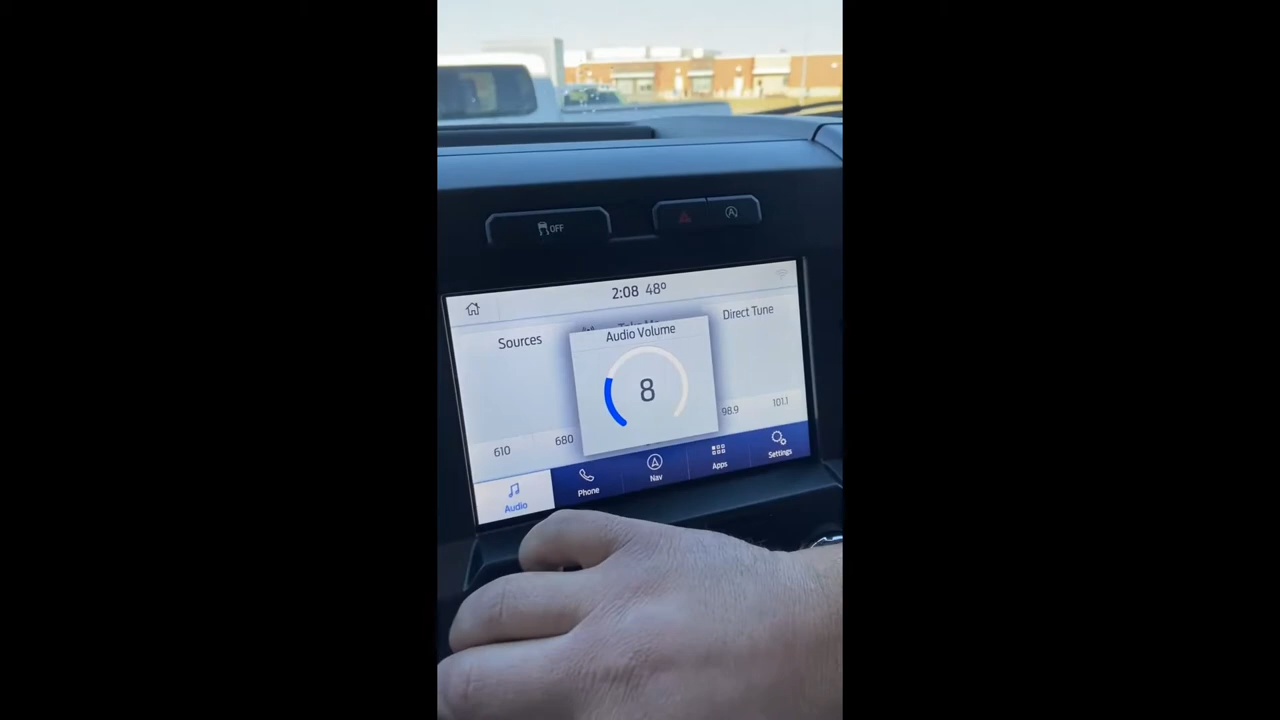 OFF
2:08 48º
Sources
Audio Volume
Direct Tune
8
610
680
98.9
101.1
Audio
Phone
Nav
Apps
Settings